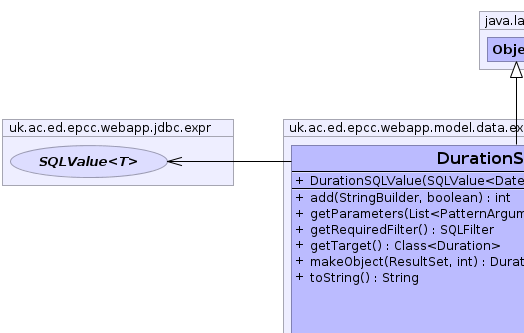 java.la
Obje
uk.ac.ed.epcc.webapp.jdbc.expr
SQLValue<T>
uk.ac.ed.epcc.webapp.model.data.ex
DurationS
+ DurationSQLValue(SQLValue<Date
+ add(StringBuilder, boolean) : int
+ getParameters(List<PatternArgum
+ getRequiredFilter() : SQLFilter
+ getTarget() : Class<Duration>
+ makeObject(ResultSet, int) : Durat
+ toString() : String